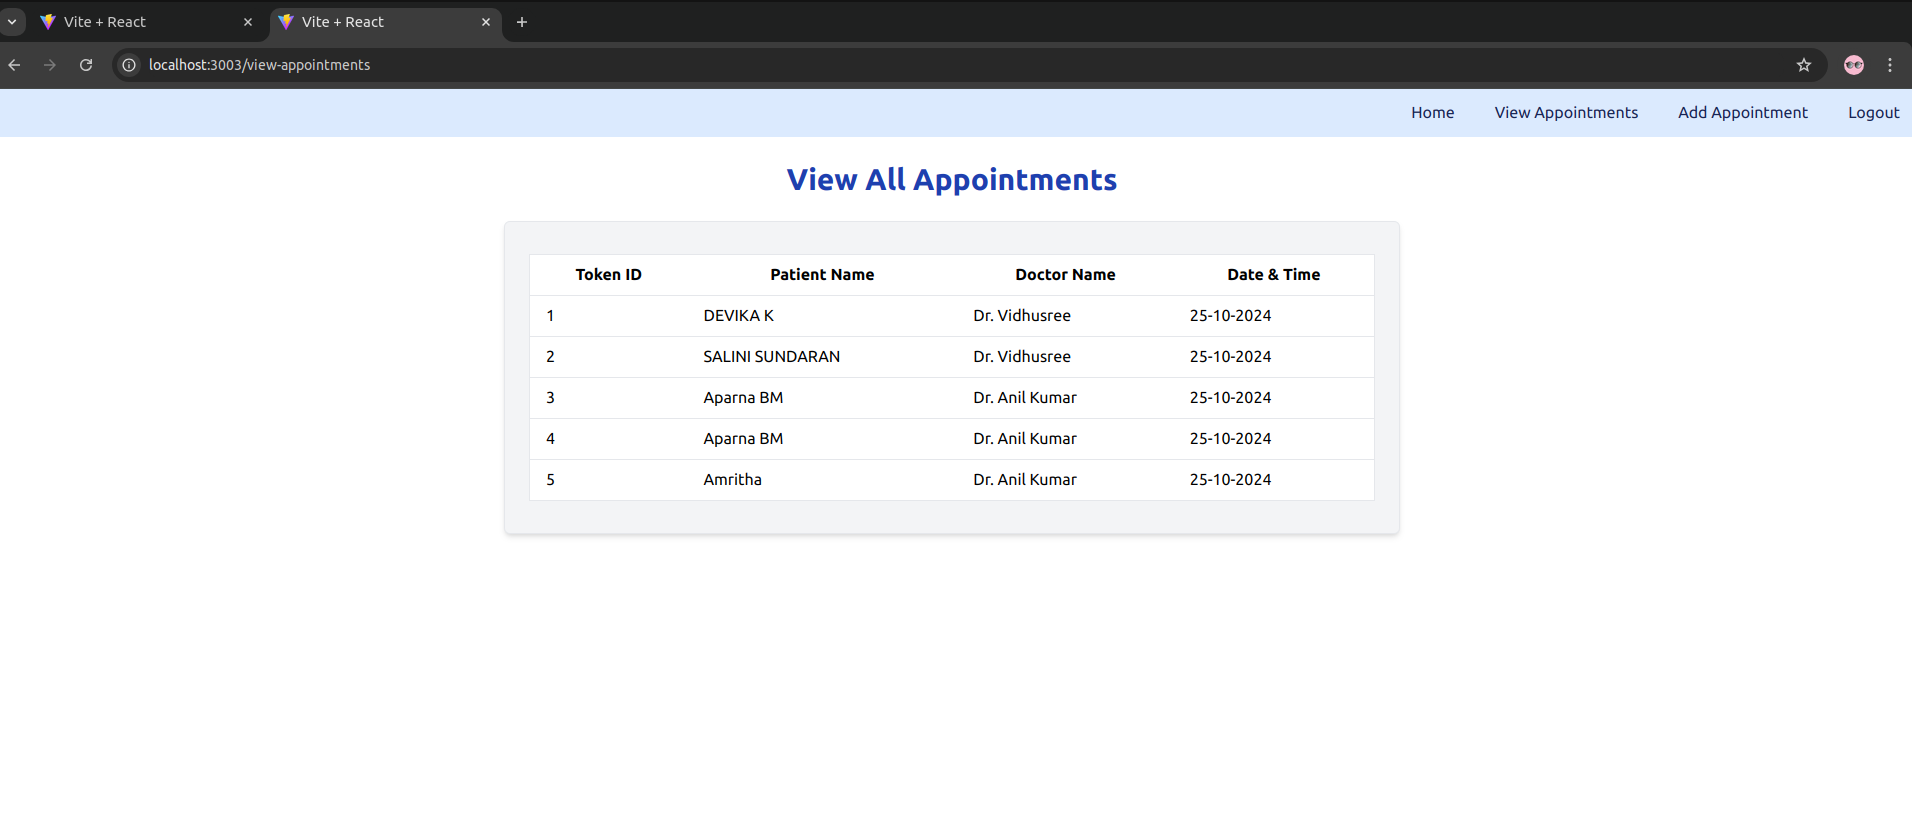 Vite + React
Vite + React
localhost:3003/view-appointments
Home View Appointments Add Appointment Logout
View All Appointments
Token ID Patient Name Doctor Name Date & Time
1 DEVIKA K Dr. Vidhusree 25-10-2024
2 SALINI SUNDARAN Dr. Vidhusree 25-10-2024
3 Aparna BM Dr. Anil Kumar 25-10-2024
4 Aparna BM Dr. Anil Kumar 25-10-2024
5 Amritha Dr. Anil Kumar 25-10-2024